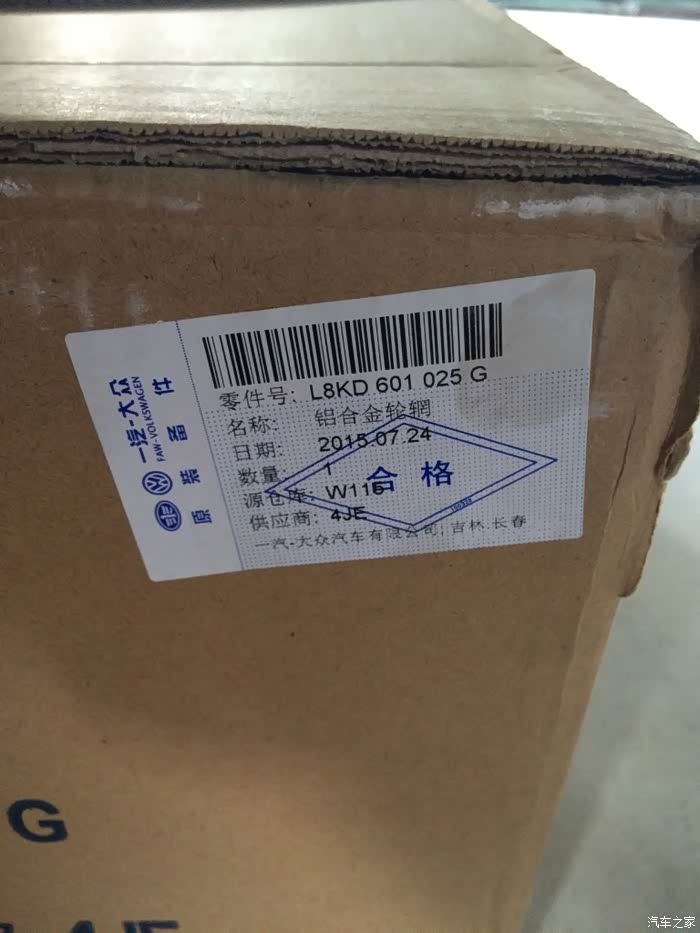 一汽-大众
FAW-VOLKSWAGEN
原装备件
零件号: L8KD 601 025 G
名称: 铝合金轮辋
日期: 2015.07.24
数量: 1
源仓库: W115
供应商: 4JE
一汽-大众汽车有限公司,吉林.长春
合格
G
4JE
汽车之家